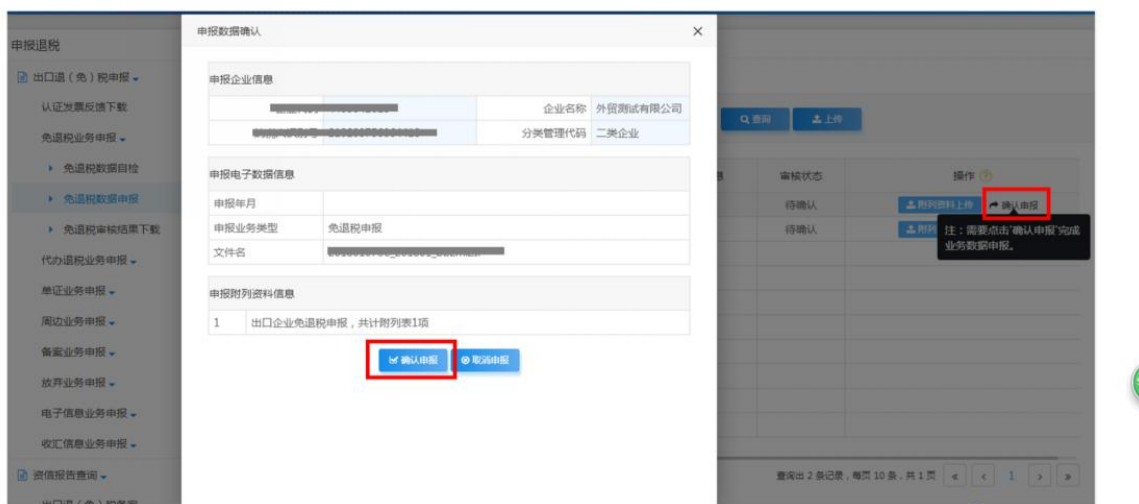 申报数据确认 ×
申报退税
出口退（免）税申报
申报企业信息
认证发票反馈下载
企业名称 外贸测试有限公司
查询 上传
免退税业务申报
分类管理代码 二类企业
免退税数据自检
申报电子数据信息
审核状态 操作 ?
免退税数据申报
申报年月
待确认 附列资料上传 确认申报
免退税审核结果下载
申报业务类型 免退税申报
待确认 附列
注：需要点击'确认申报'完成
业务数据申报。
代办退税业务申报
文件名
单证业务申报
申报附列资料信息
周边业务申报
1 出口企业免退税申报，共计附列表1项
备案业务申报
确认申报 取消申报
放弃业务申报
电子信息业务申报
收汇信息业务申报
资信报告查询
查询出 2 条记录，每页 10 条，共 1 页 « ‹ 1 › »